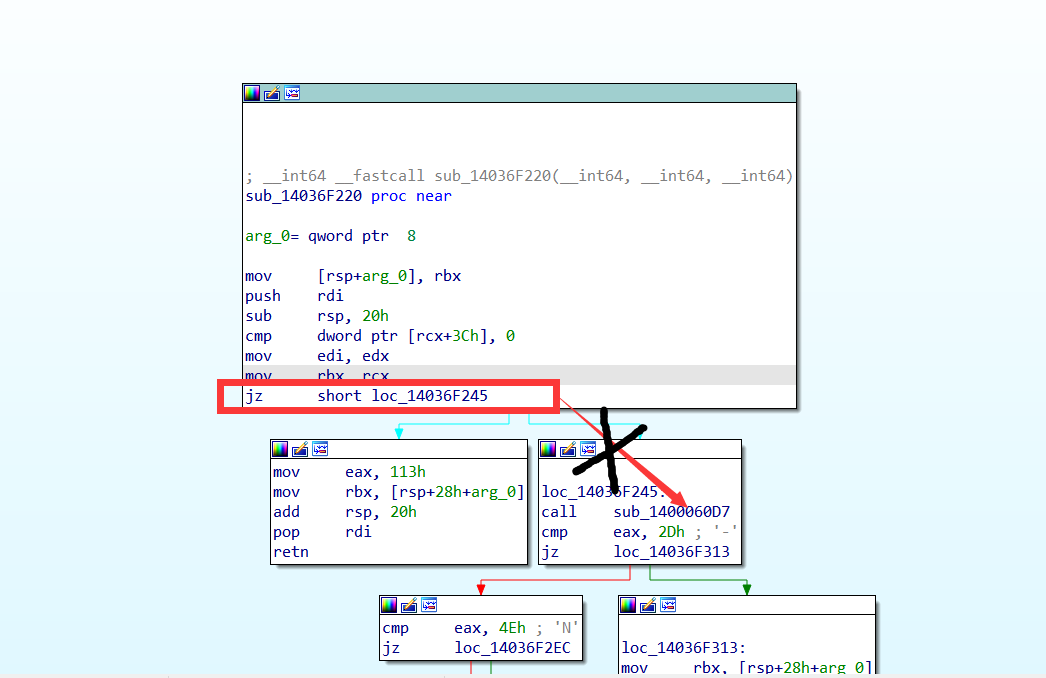 ; __int64 __fastcall sub_14036F220(__int64, __int64, __int64)
sub_14036F220 proc near
arg_0= qword ptr  8
mov     [rsp+arg_0], rbx
push    rdi
sub     rsp, 20h
cmp     dword ptr [rcx+3Ch], 0
mov     edi, edx
mov     rbx, rcx
jz      short loc_14036F245
mov     eax, 113h
mov     rbx, [rsp+28h+arg_0]
add     rsp, 20h
pop     rdi
retn
loc_14036F245:
call    sub_1400060D7
cmp     eax, 2Dh ; '-'
jz      loc_14036F313
cmp     eax, 4Eh ; 'N'
jz      loc_14036F2EC
loc_14036F313:
mov     rbx, [rsp+28h+arg_0]